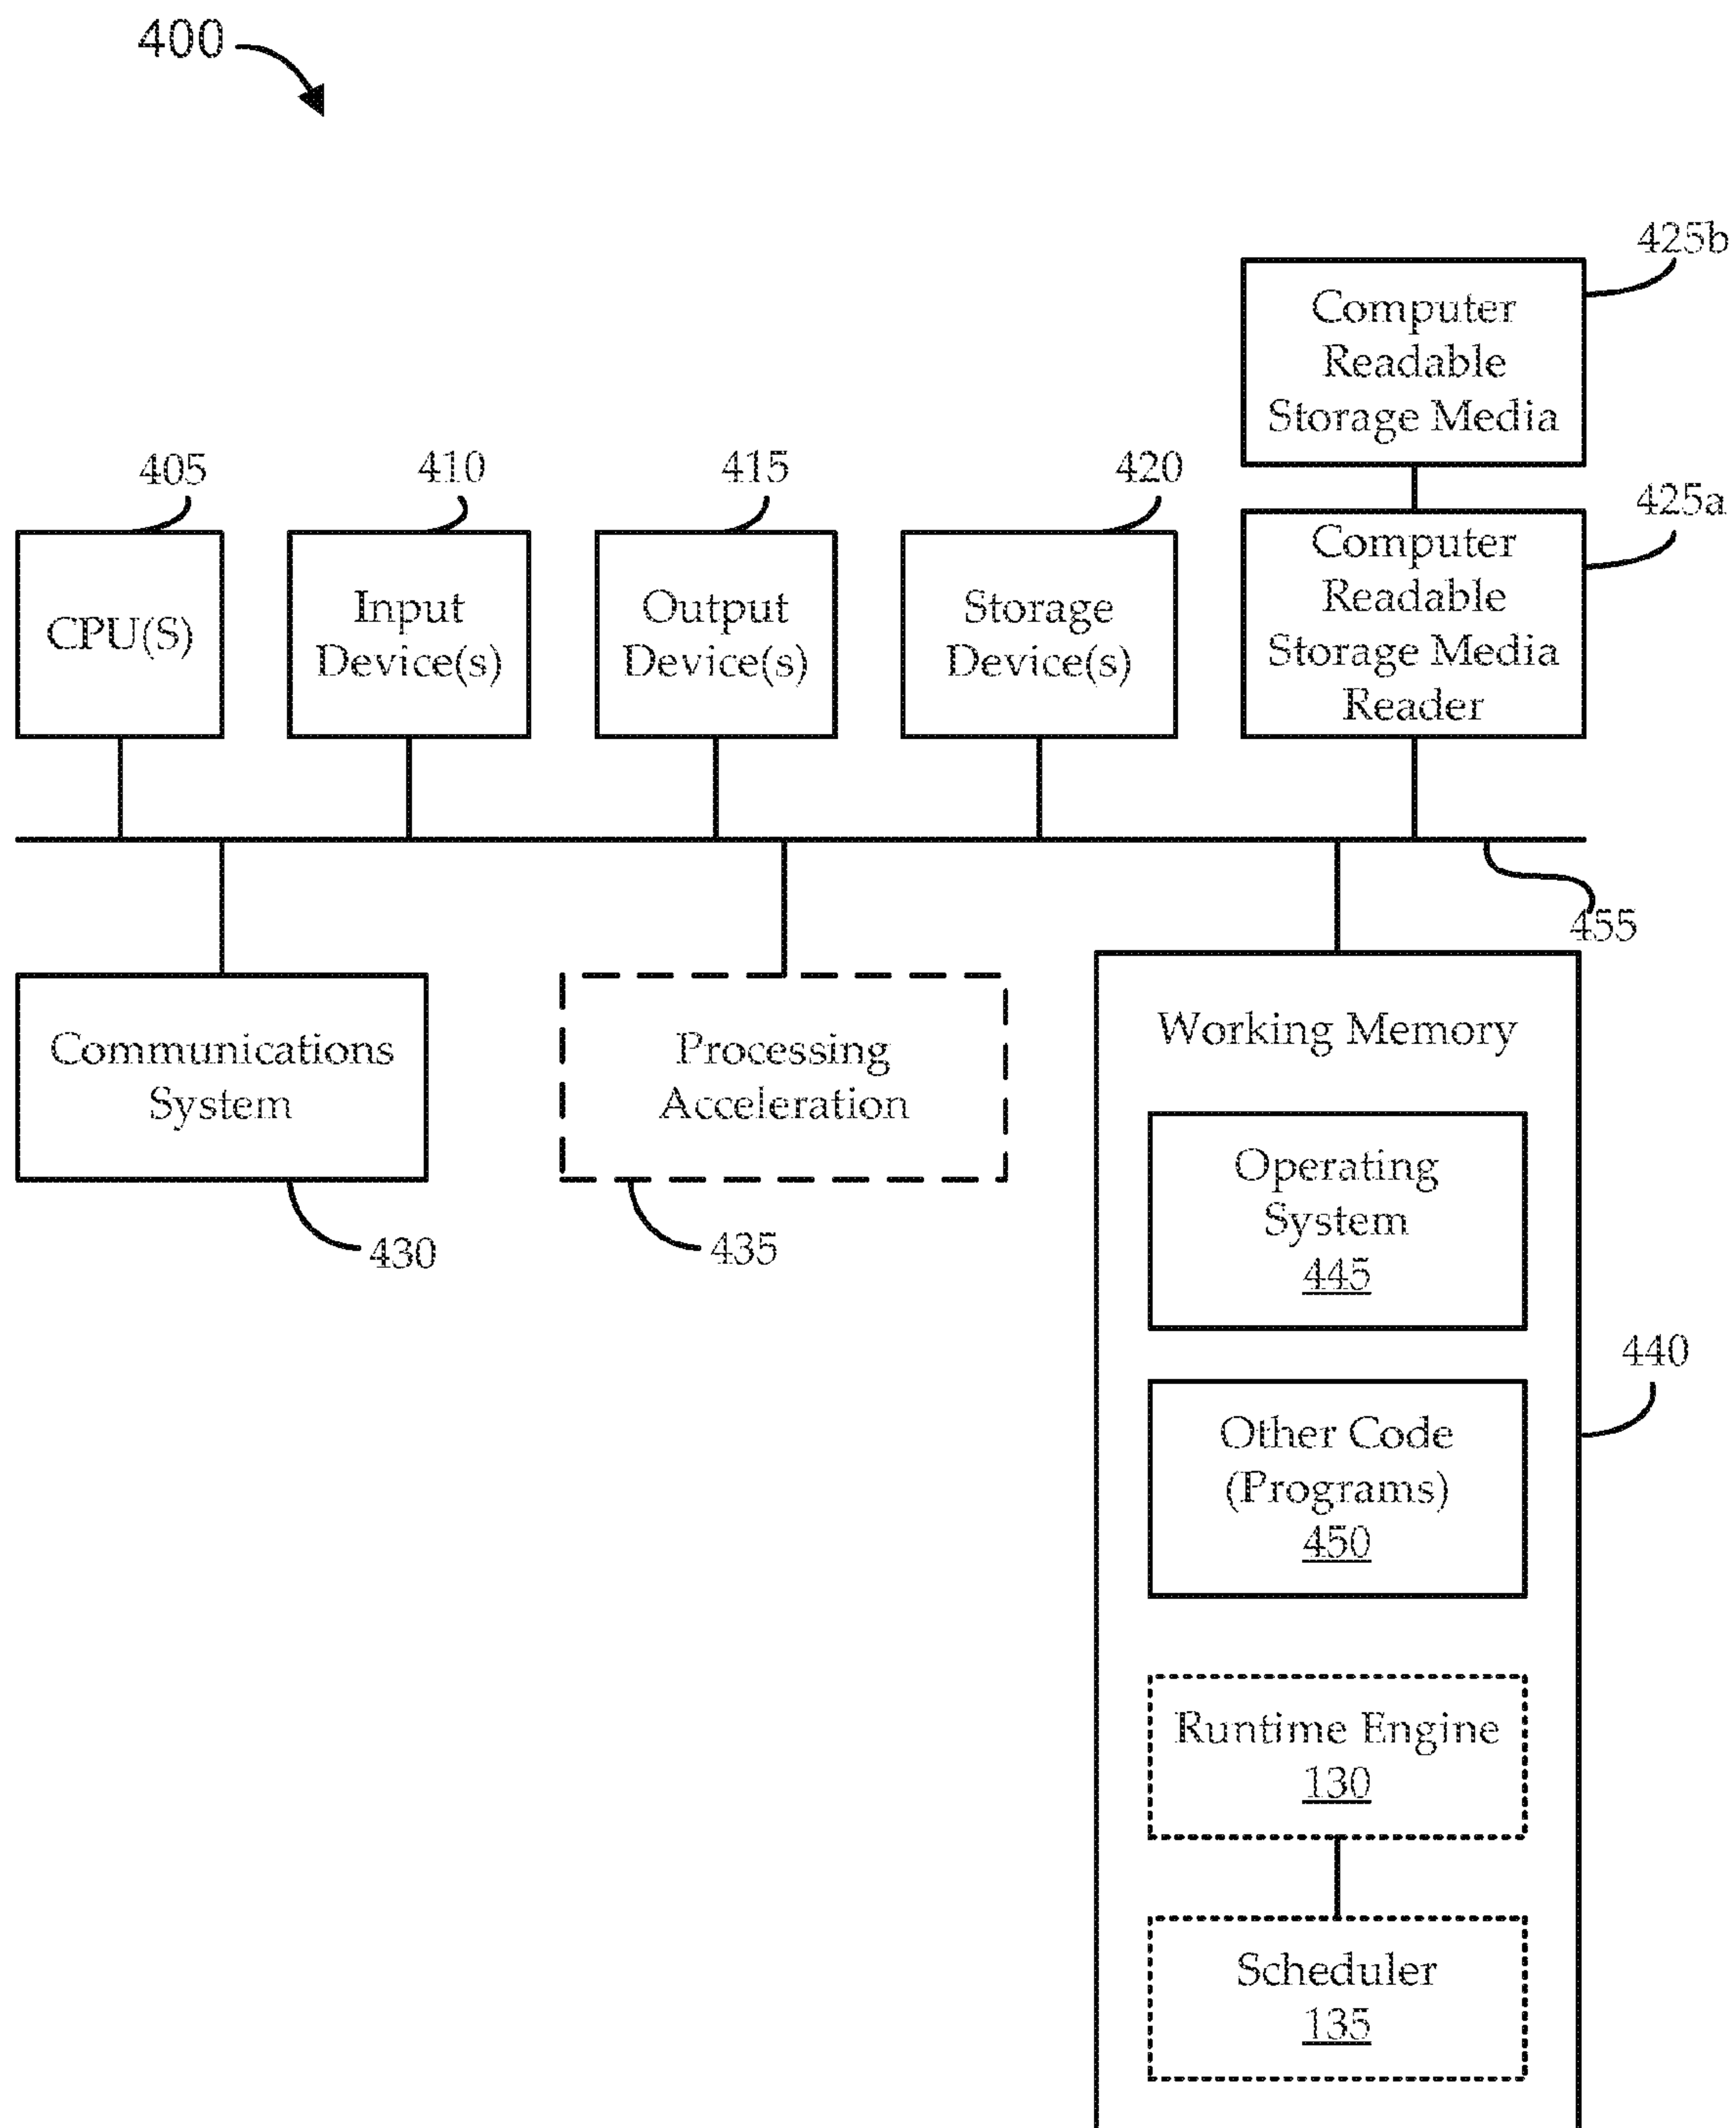 400
425b
Computer
Readable
Storage Media
405
410
415
420
425a
CPU(S)
Input
Device(s)
Output
Device(s)
Storage
Device(s)
Computer
Readable
Storage Media
Reader
455
Communications
System
430
Processing
Acceleration
435
Working Memory
Operating
System
445
440
Other Code
(Programs)
450
Runtime Engine
130
Scheduler
135